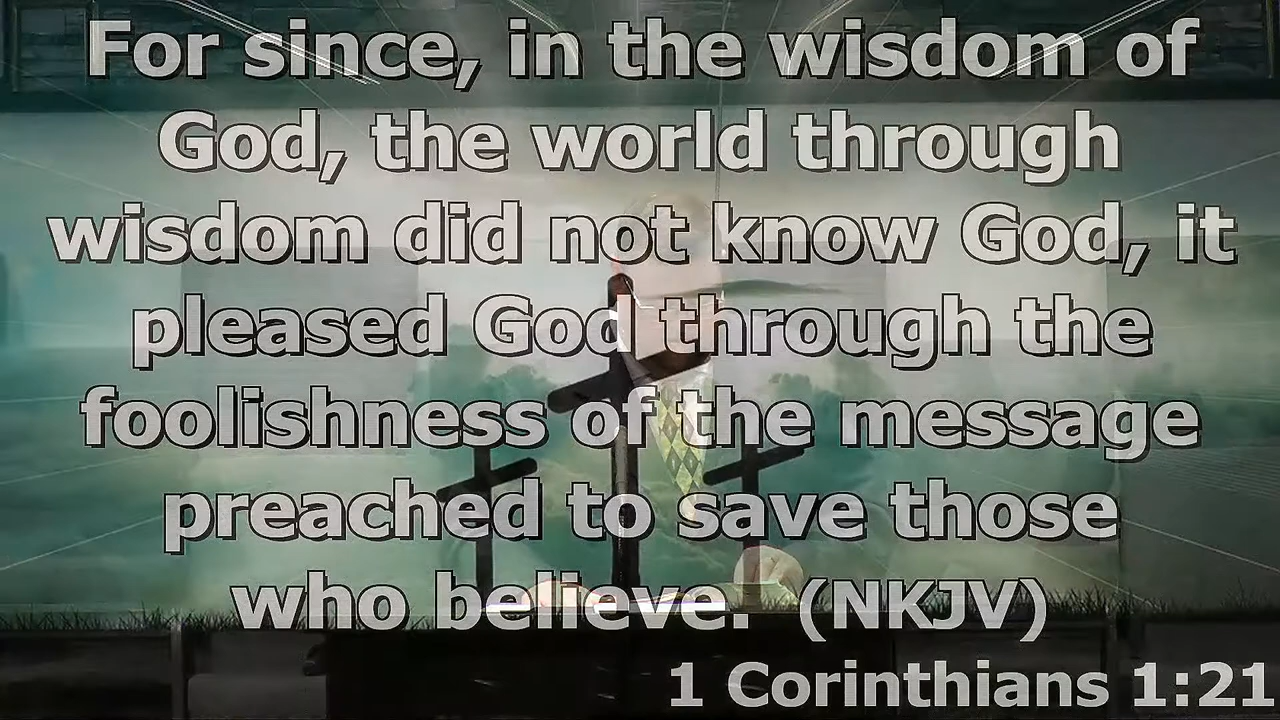 For since, in the wisdom of
God, the world through
wisdom did not know God, it
pleased God through the
foolishness of the message
preached to save those
who believe.  (NKJV)
1 Corinthians 1:21